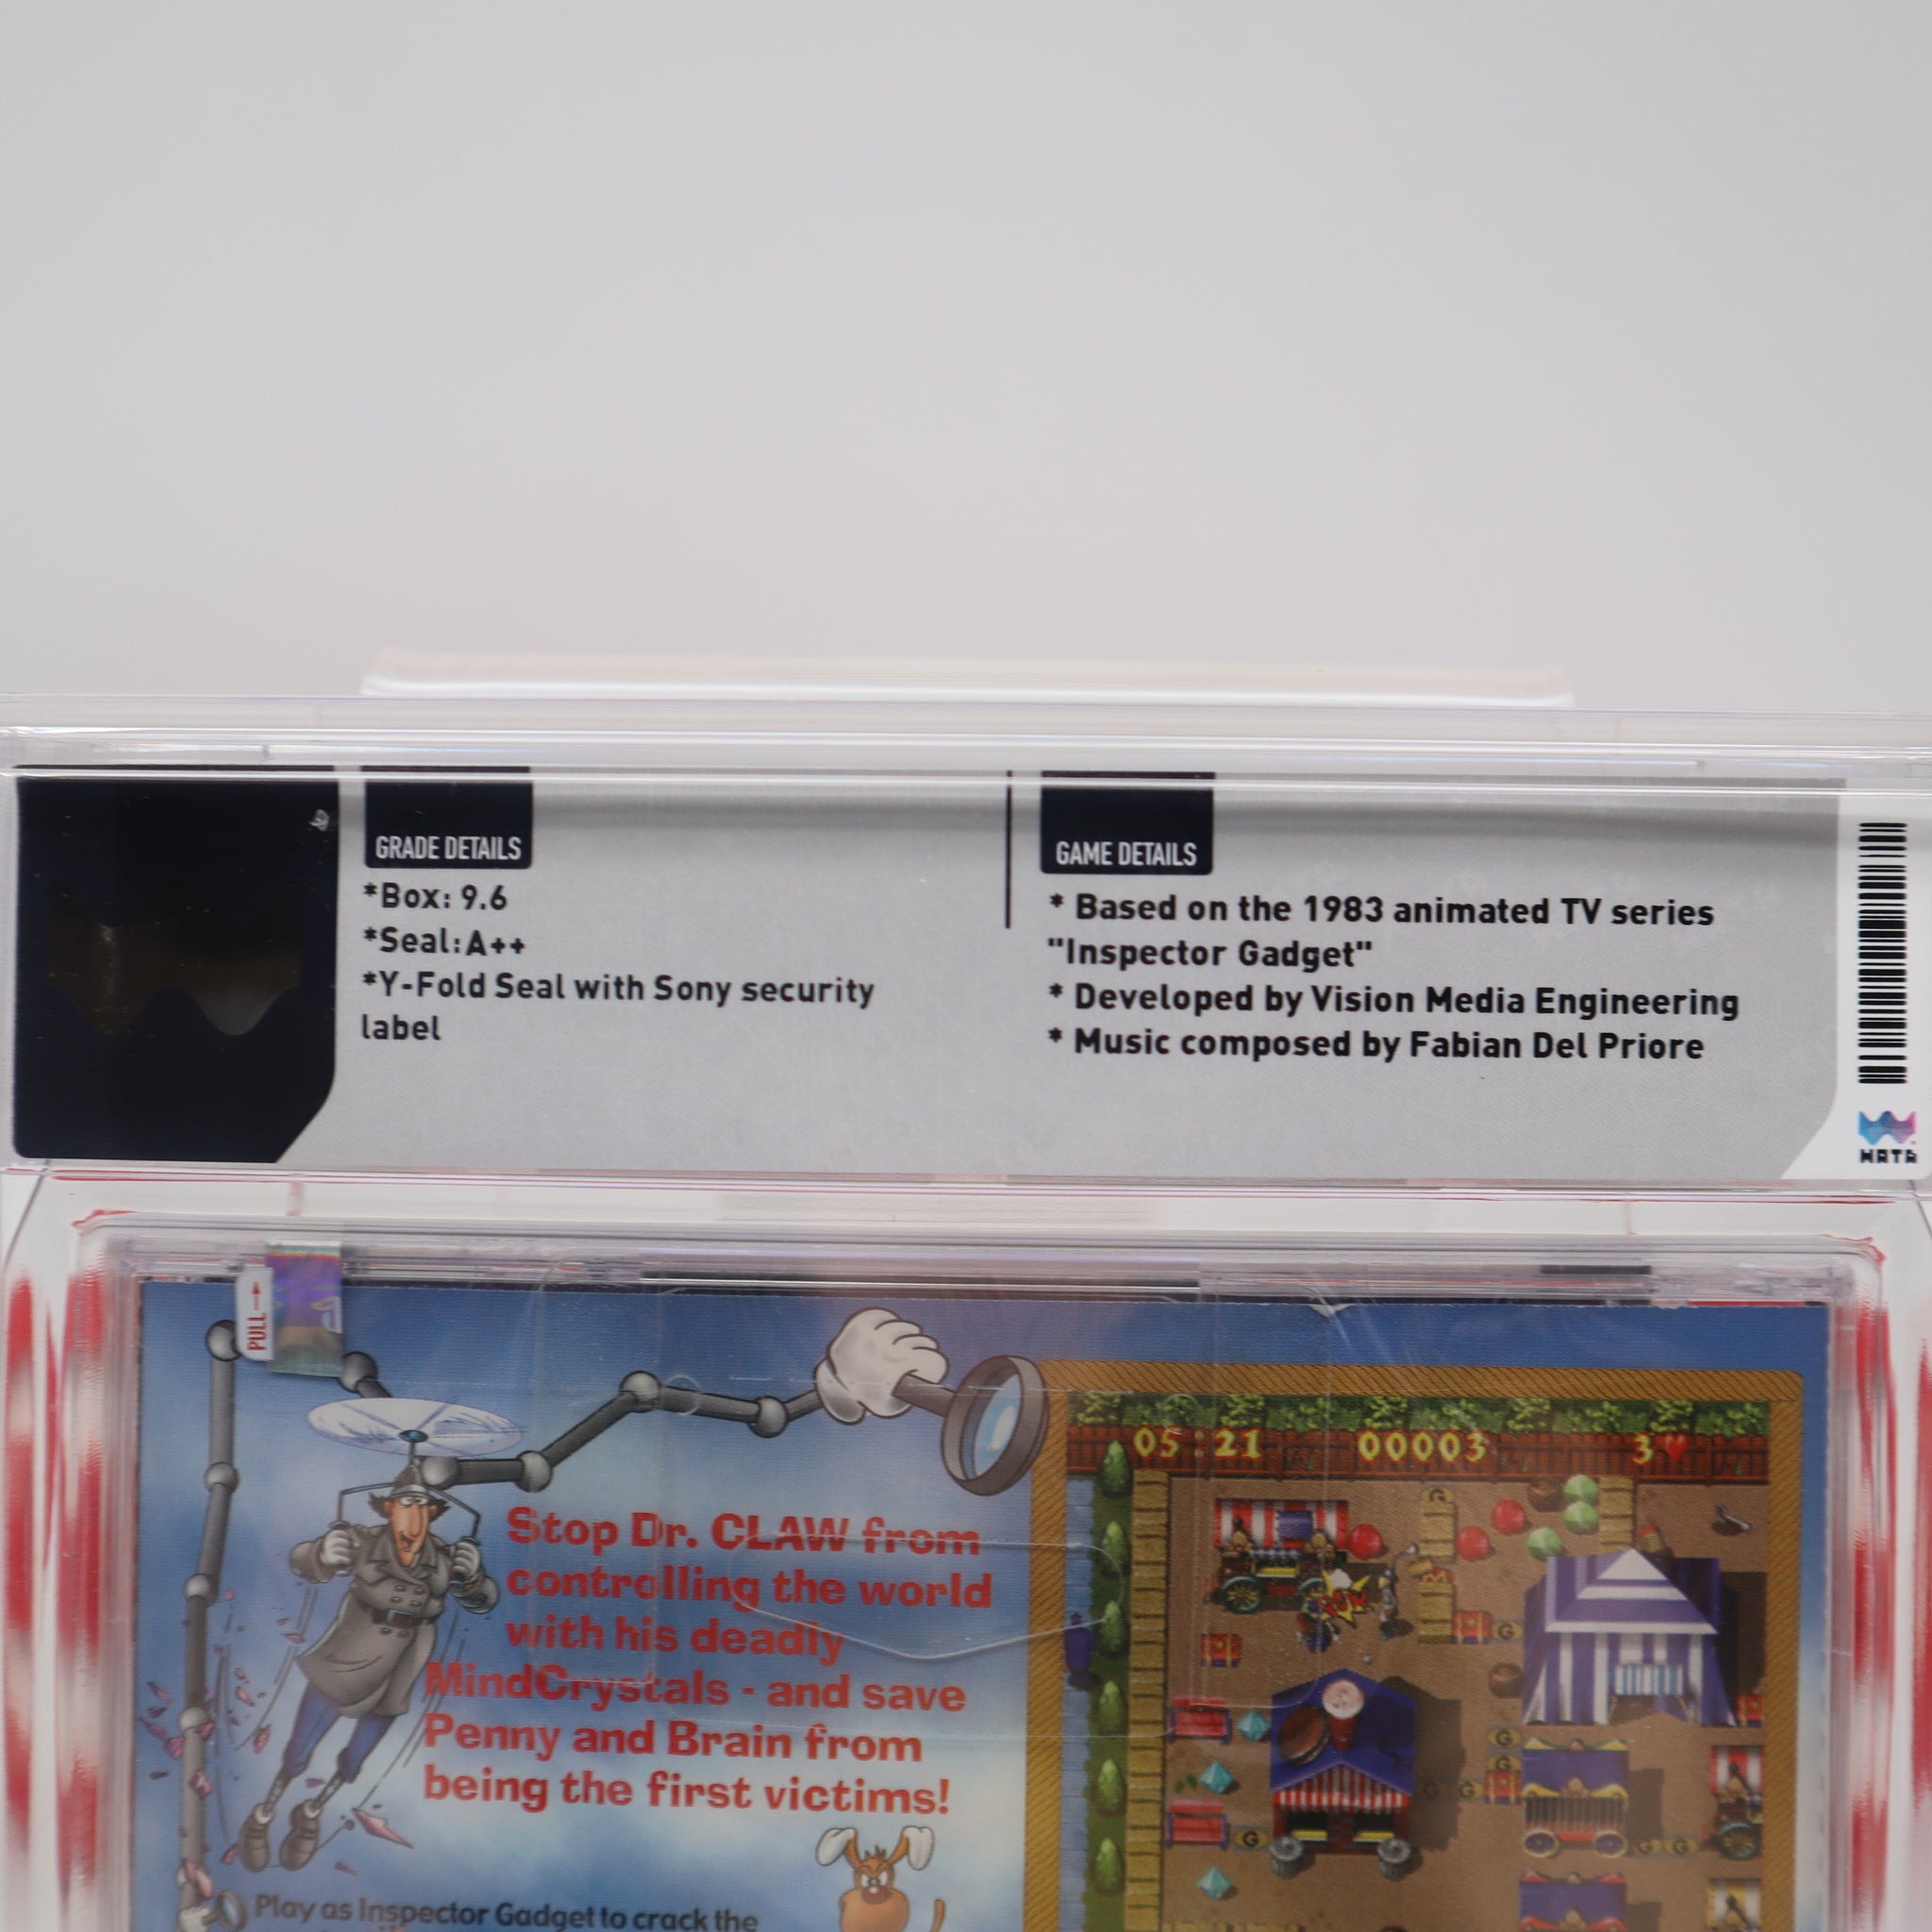 GRADE DETAILS
*Box: 9.6
*Seal:A++
*Y-Fold Seal with Sony security
label
GAME DETAILS
* Based on the 1983 animated TV series
"Inspector Gadget"
* Developed by Vision Media Engineering
* Music composed by Fabian Del Priore
WATA
PULL→
05:21 00003 3
POW
Stop Dr. CLAW from
controlling the world
with his deadly
MindCrystals - and save
Penny and Brain from
being the first victims!
Play as Inspector Gadget to crack the